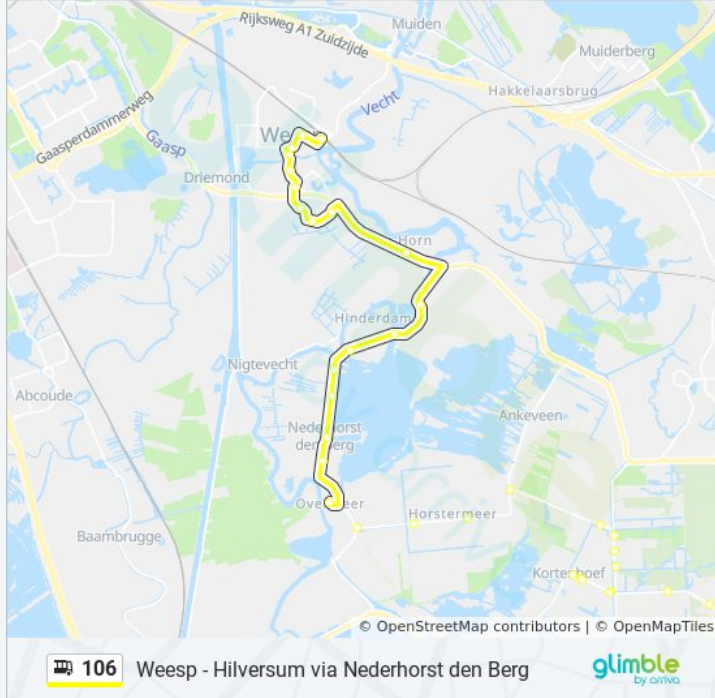 Rijksweg A1 Zuidzijde
Muiden
Muiderberg
Hakkelaarsbrug
Vecht
Gaasperdammerweg
Gaasp
Wee
Driemond
Horn
Hinderdam
Nigtevecht
Abcoude
Ankeveen
Nederhorst
den Berg
Overmeer
Horstermeer
Baambrugge
Kortenhoef
© OpenStreetMap contributors | © OpenMapTiles
106 Weesp - Hilversum via Nederhorst den Berg
glimble
by arriva